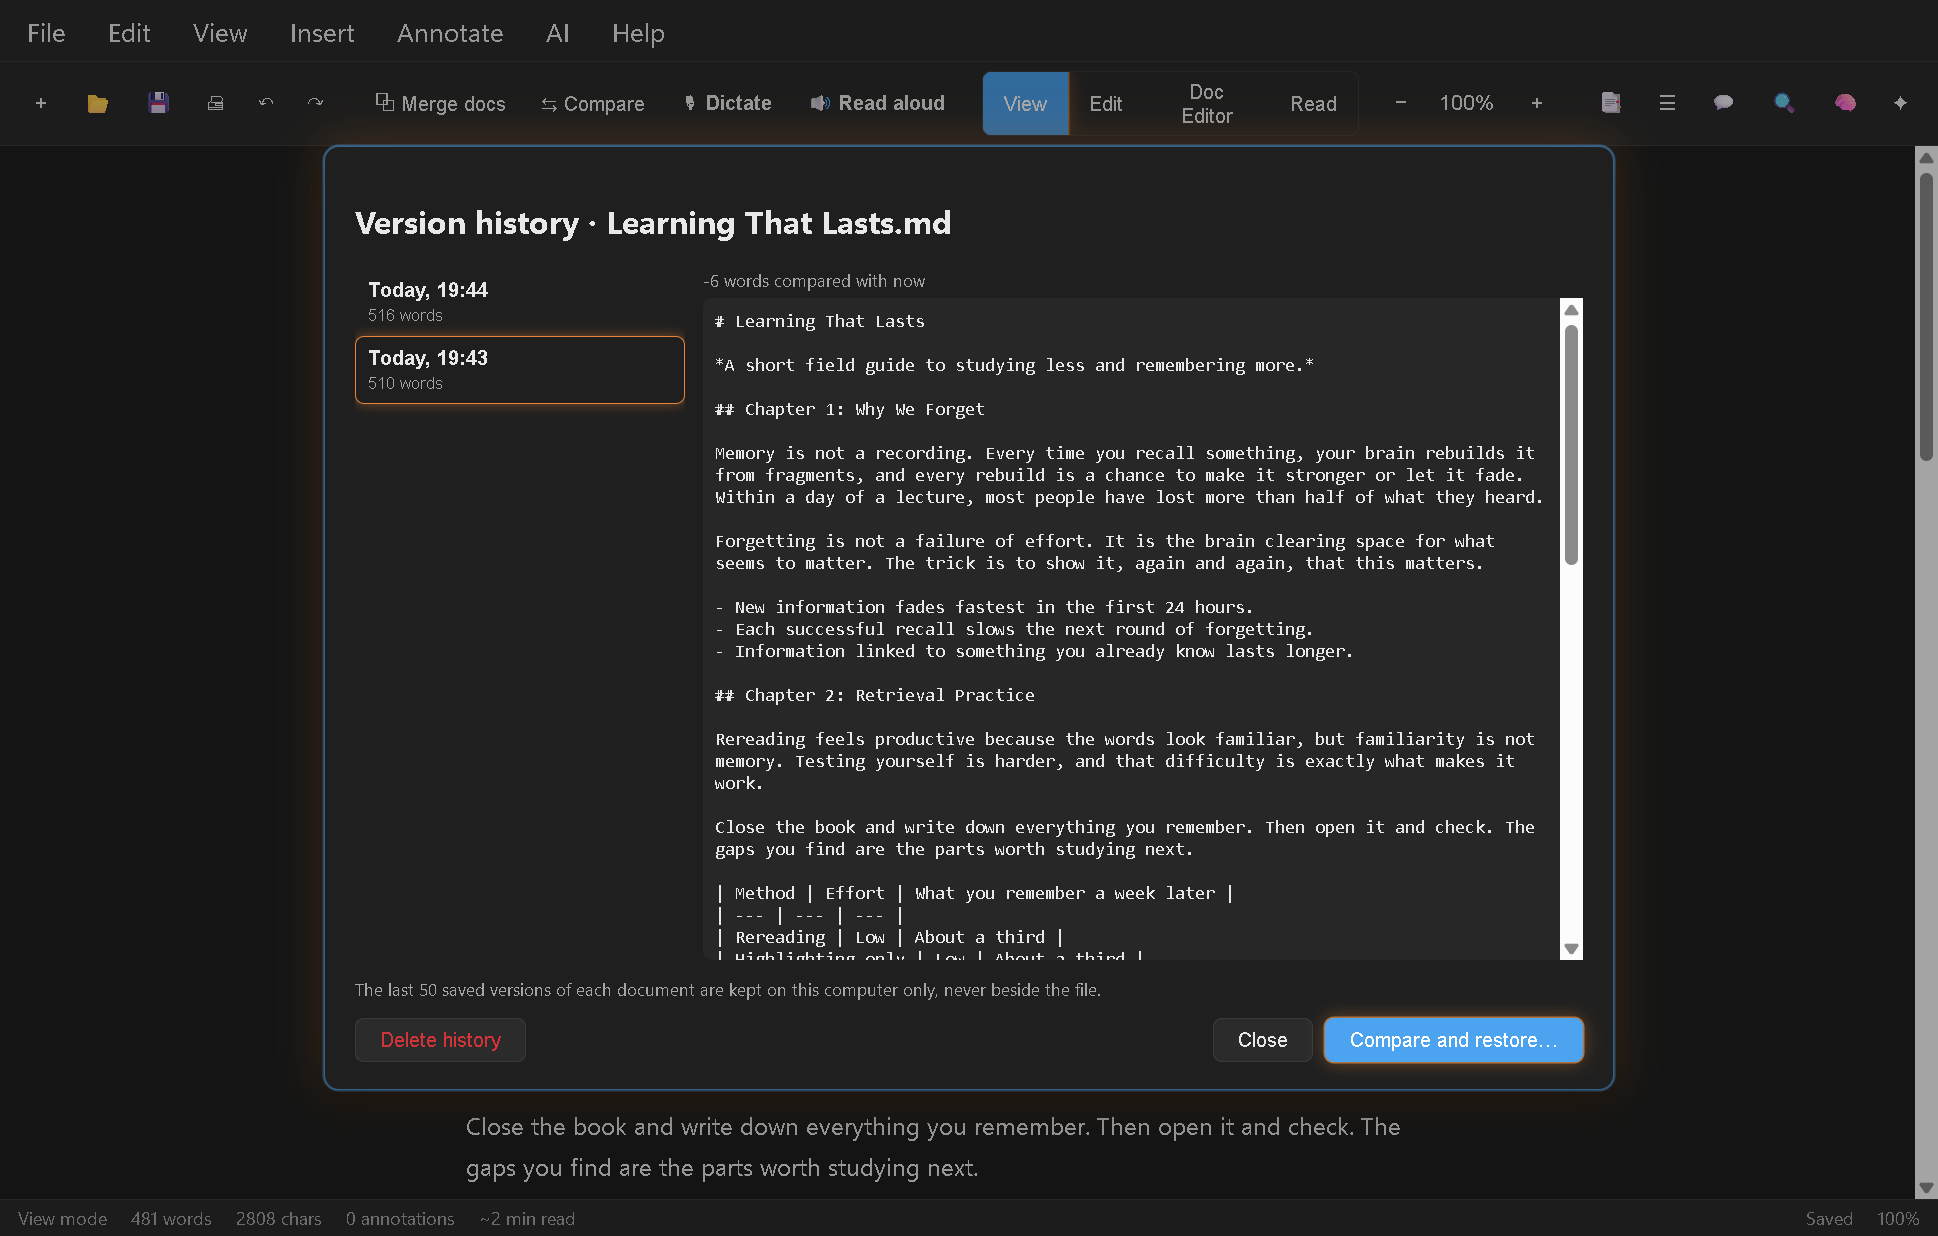 File Edit View Insert Annotate AI Help
+ Merge docs Compare Dictate Read aloud View Edit Doc Editor Read − 100% +
Version history · Learning That Lasts.md
Today, 19:44
516 words
Today, 19:43
510 words
-6 words compared with now
# Learning That Lasts
*A short field guide to studying less and remembering more.*
## Chapter 1: Why We Forget
Memory is not a recording. Every time you recall something, your brain rebuilds it
from fragments, and every rebuild is a chance to make it stronger or let it fade.
Within a day of a lecture, most people have lost more than half of what they heard.
Forgetting is not a failure of effort. It is the brain clearing space for what
seems to matter. The trick is to show it, again and again, that this matters.
- New information fades fastest in the first 24 hours.
- Each successful recall slows the next round of forgetting.
- Information linked to something you already know lasts longer.
## Chapter 2: Retrieval Practice
Rereading feels productive because the words look familiar, but familiarity is not
memory. Testing yourself is harder, and that difficulty is exactly what makes it
work.
Close the book and write down everything you remember. Then open it and check. The
gaps you find are the parts worth studying next.
| Method | Effort | What you remember a week later |
| --- | --- | --- |
| Rereading | Low | About a third |
| Highlighting only | Low | About a third |
The last 50 saved versions of each document are kept on this computer only, never beside the file.
Delete history Close Compare and restore…
Close the book and write down everything you remember. Then open it and check. The
gaps you find are the parts worth studying next.
View mode 481 words 2808 chars 0 annotations ~2 min read Saved 100%